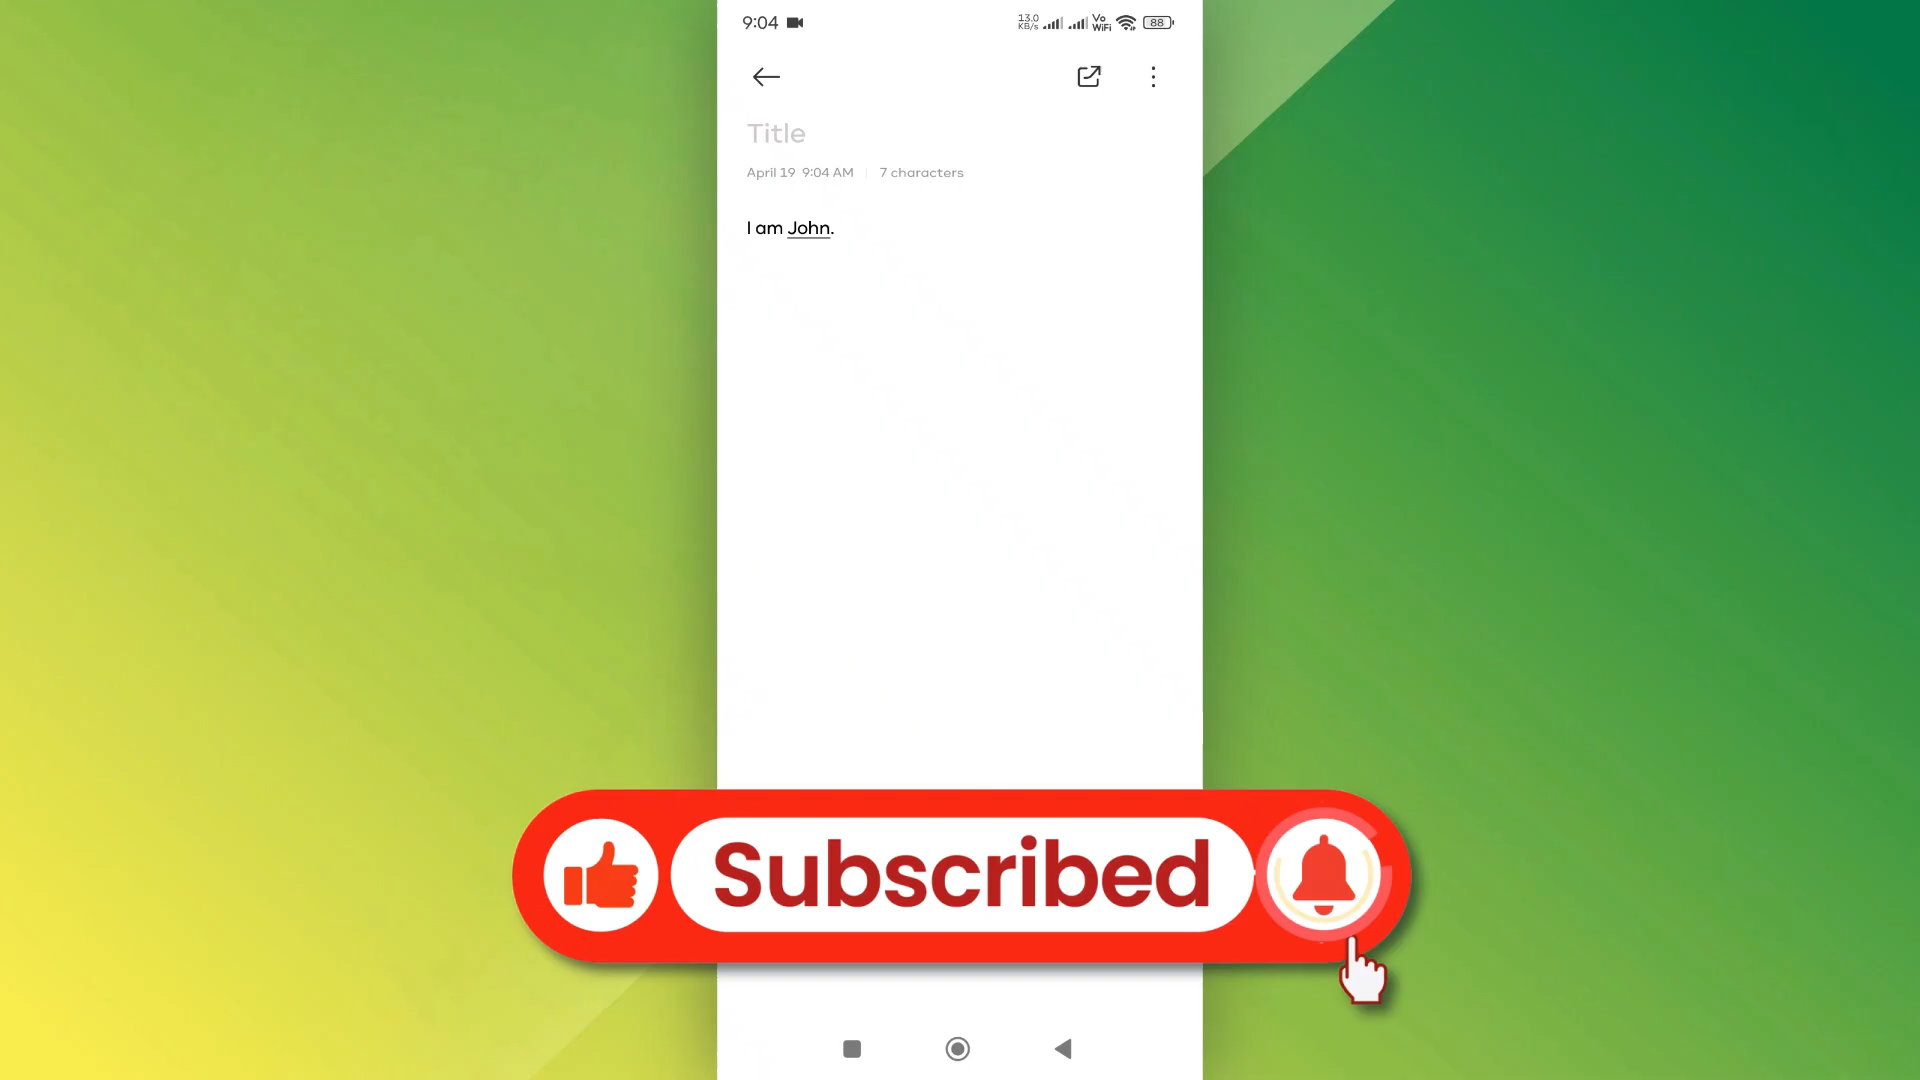 9:04
13.0 KB/s Vo WiFi 88
Title
April 19 9:04 AM 7 characters
I am John.
Subscribed